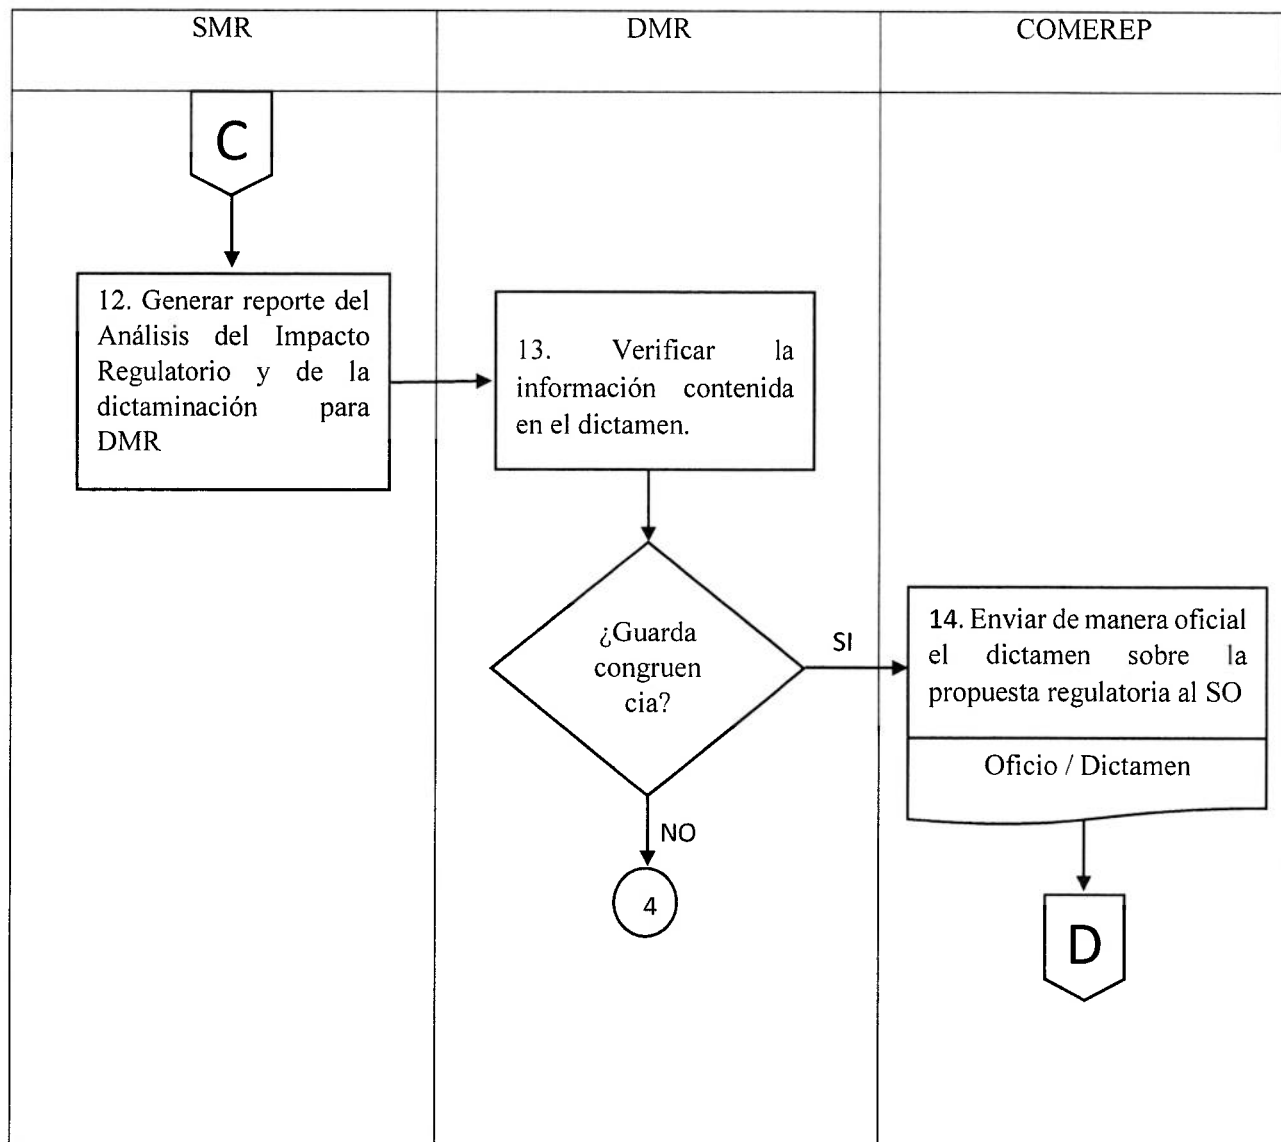 SMR
DMR
COMEREP
C
12. Generar reporte del
Análisis del Impacto
Regulatorio y de la
dictaminación para
DMR
13. Verificar la
información contenida
en el dictamen.
¿Guarda
congruen
cia?
SI
NO
4
14. Enviar de manera oficial
el dictamen sobre la
propuesta regulatoria al SO
Oficio / Dictamen
D